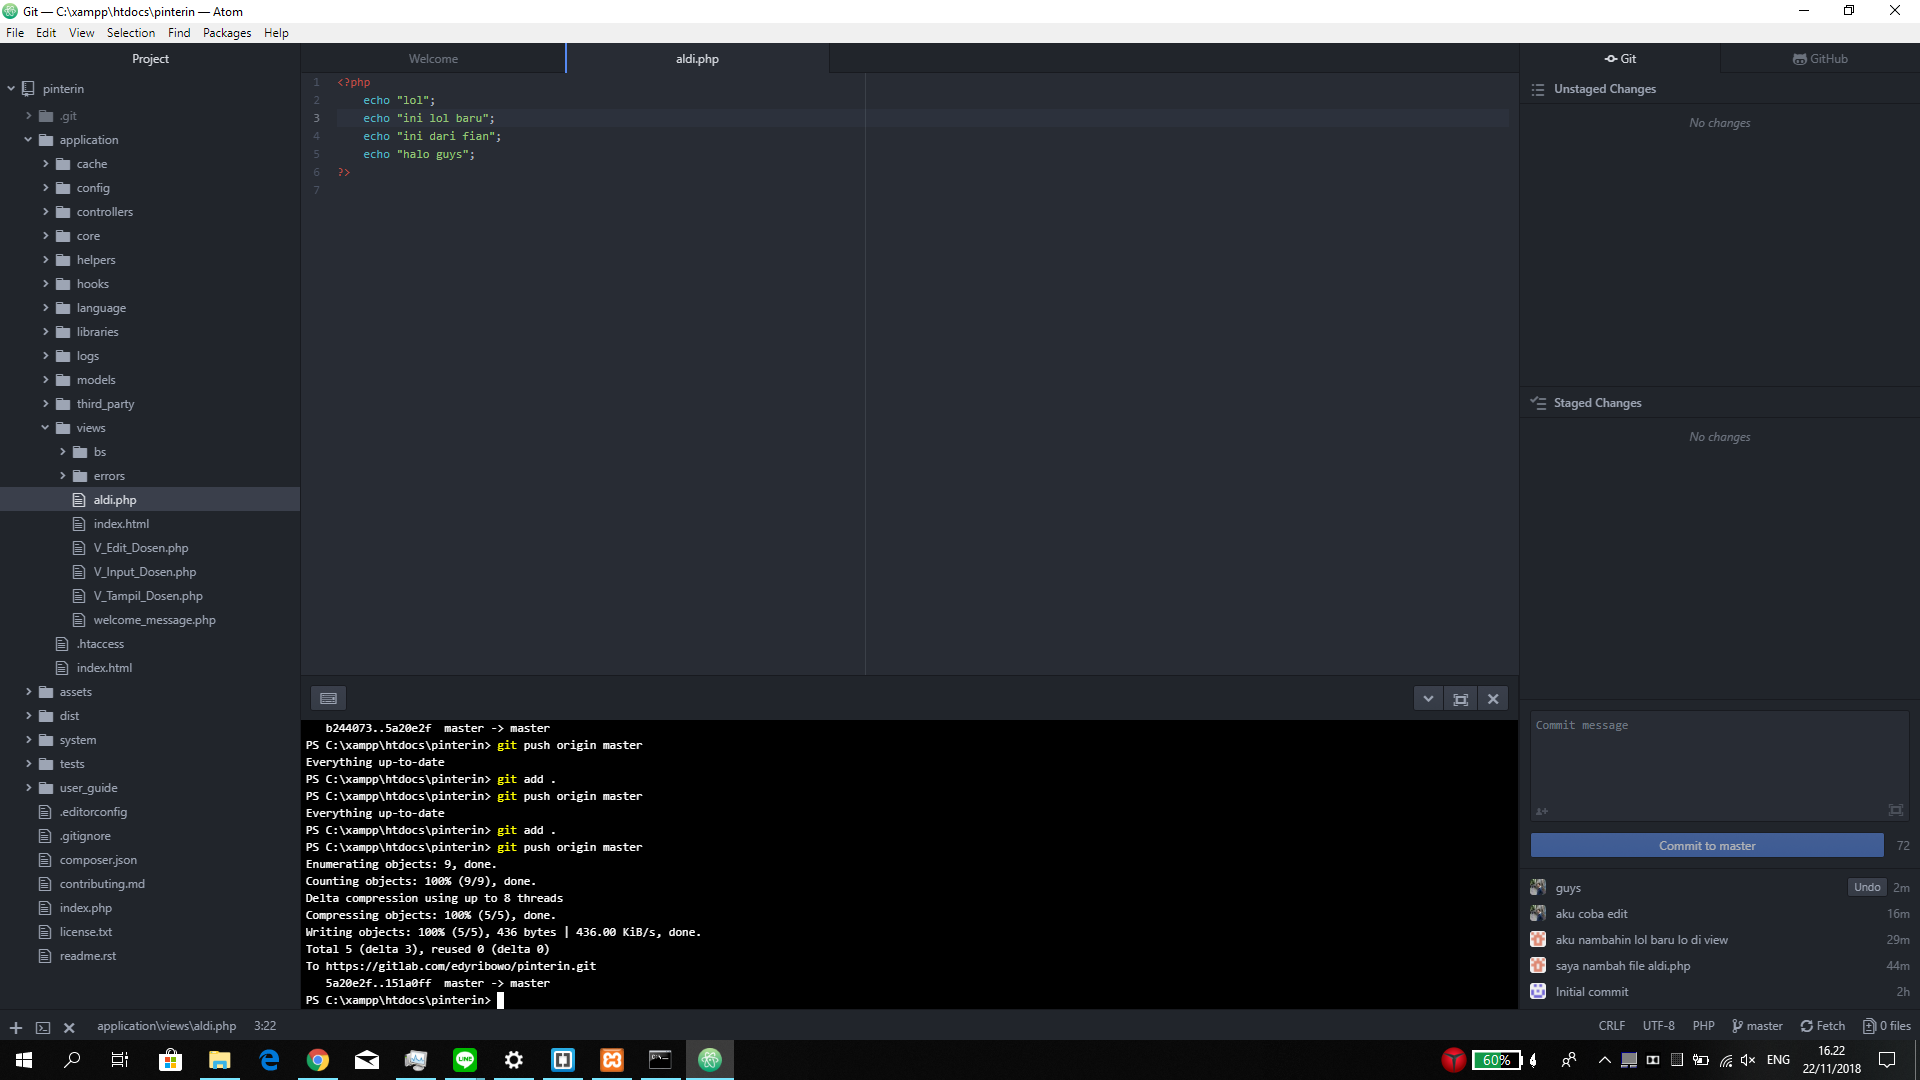 Git — C:\xampp\htdocs\pinterin — Atom
File Edit View Selection Find Packages Help
Project
pinterin
.git
application
cache
config
controllers
core
helpers
hooks
language
libraries
logs
models
third_party
views
bs
errors
aldi.php
index.html
V_Edit_Dosen.php
V_Input_Dosen.php
V_Tampil_Dosen.php
welcome_message.php
.htaccess
index.html
assets
dist
system
tests
user_guide
.editorconfig
.gitignore
composer.json
contributing.md
index.php
license.txt
readme.rst
Welcome
aldi.php
1 <?php
2 echo "lol";
3 echo "ini lol baru";
4 echo "ini dari fian";
5 echo "halo guys";
6 ?>
7
b244073..5a20e2f master -> master
PS C:\xampp\htdocs\pinterin> git push origin master
Everything up-to-date
PS C:\xampp\htdocs\pinterin> git add .
PS C:\xampp\htdocs\pinterin> git push origin master
Everything up-to-date
PS C:\xampp\htdocs\pinterin> git add .
PS C:\xampp\htdocs\pinterin> git push origin master
Enumerating objects: 9, done.
Counting objects: 100% (9/9), done.
Delta compression using up to 8 threads
Compressing objects: 100% (5/5), done.
Writing objects: 100% (5/5), 436 bytes | 436.00 KiB/s, done.
Total 5 (delta 3), reused 0 (delta 0)
To https://gitlab.com/edyribowo/pinterin.git
5a20e2f..151a0ff master -> master
PS C:\xampp\htdocs\pinterin>
Git
GitHub
Unstaged Changes
No changes
Staged Changes
No changes
Commit message
Commit to master 72
guys Undo 2m
aku coba edit 16m
aku nambahin lol baru lo di view 29m
saya nambah file aldi.php 44m
Initial commit 2h
application\views\aldi.php 3:22
CRLF UTF-8 PHP master Fetch 0 files
LINE
60%
ENG
16.22
22/11/2018